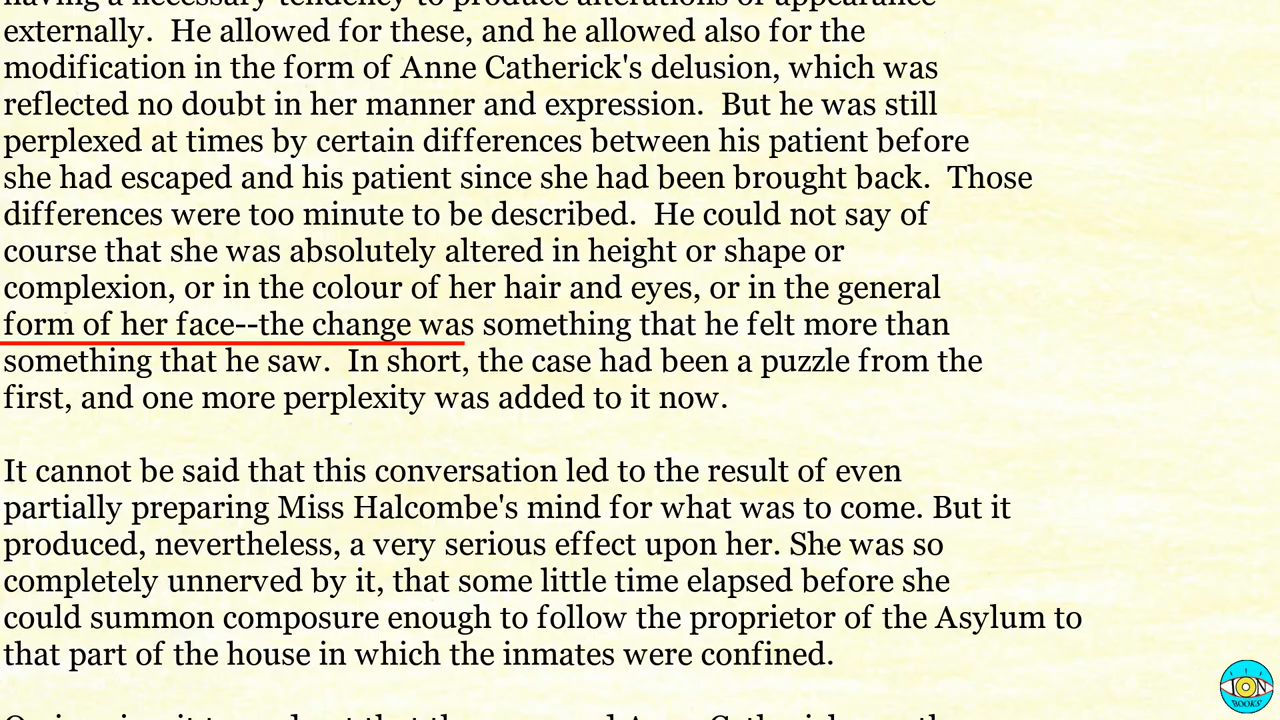 having a necessary tendency to produce alterations of appearance
externally.  He allowed for these, and he allowed also for the
modification in the form of Anne Catherick's delusion, which was
reflected no doubt in her manner and expression.  But he was still
perplexed at times by certain differences between his patient before
she had escaped and his patient since she had been brought back.  Those
differences were too minute to be described.  He could not say of
course that she was absolutely altered in height or shape or
complexion, or in the colour of her hair and eyes, or in the general
form of her face--the change was something that he felt more than
something that he saw.  In short, the case had been a puzzle from the
first, and one more perplexity was added to it now.
It cannot be said that this conversation led to the result of even
partially preparing Miss Halcombe's mind for what was to come. But it
produced, nevertheless, a very serious effect upon her. She was so
completely unnerved by it, that some little time elapsed before she
could summon composure enough to follow the proprietor of the Asylum to
that part of the house in which the inmates were confined.
ION
BOOKS